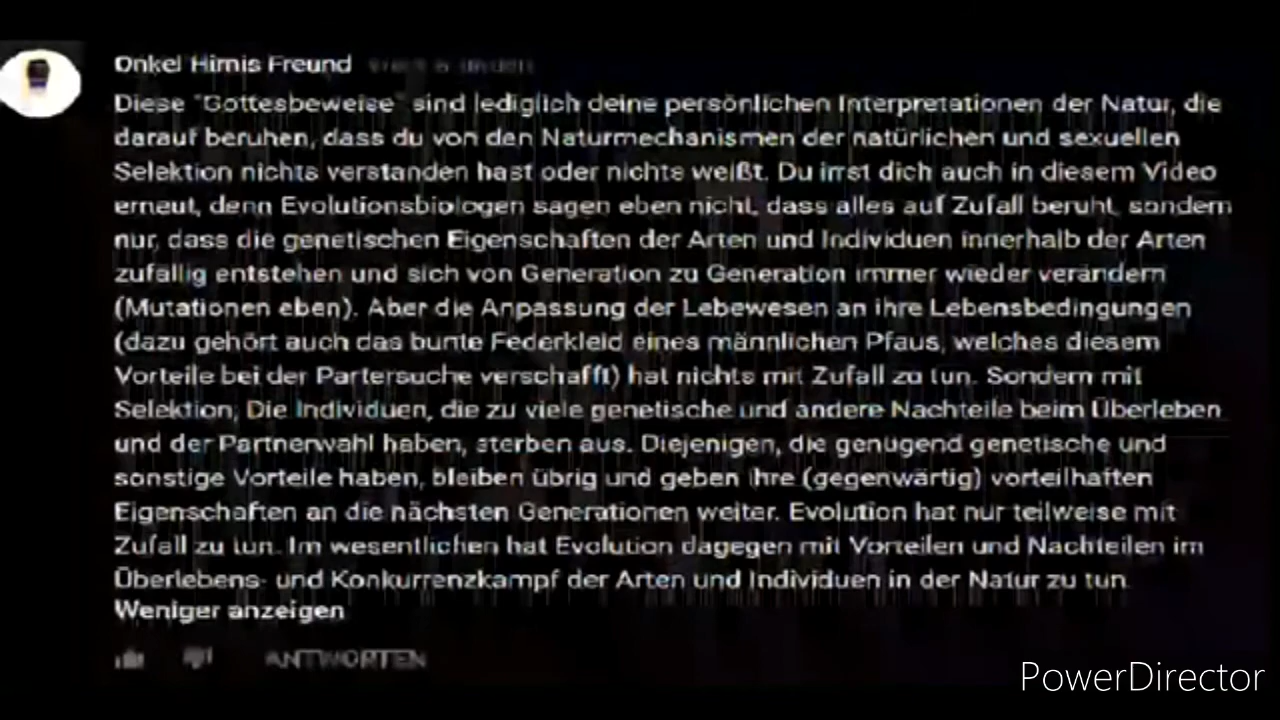 Onkel Hirnis Freund
Diese "Gottesbeweise" sind lediglich deine persönlichen Interpretationen der Natur, die
darauf beruhen, dass du von den Naturmechanismen der natürlichen und sexuellen
Selektion nichts verstanden hast oder nichts weißt. Du irrst dich auch in diesem Video
erneut, denn Evolutionsbiologen sagen eben nicht, dass alles auf Zufall beruht, sondern
nur, dass die genetischen Eigenschaften der Arten und Individuen innerhalb der Arten
zufällig entstehen und sich von Generation zu Generation immer wieder verändern
(Mutationen eben). Aber die Anpassung der Lebewesen an ihre Lebensbedingungen
(dazu gehört auch das bunte Federkleid eines männlichen Pfaus, welches diesem
Vorteile bei der Partersuche verschafft) hat nichts mit Zufall zu tun. Sondern mit
Selektion; Die Individuen, die zu viele genetische und andere Nachteile beim Überleben
und der Partnerwahl haben, sterben aus. Diejenigen, die genügend genetische und
sonstige Vorteile haben, bleiben übrig und geben ihre (gegenwärtig) vorteilhaften
Eigenschaften an die nächsten Generationen weiter. Evolution hat nur teilweise mit
Zufall zu tun. Im wesentlichen hat Evolution dagegen mit Vorteilen und Nachteilen im
Überlebens- und Konkurrenzkampf der Arten und Individuen in der Natur zu tun.
Weniger anzeigen
ANTWORTEN
PowerDirector